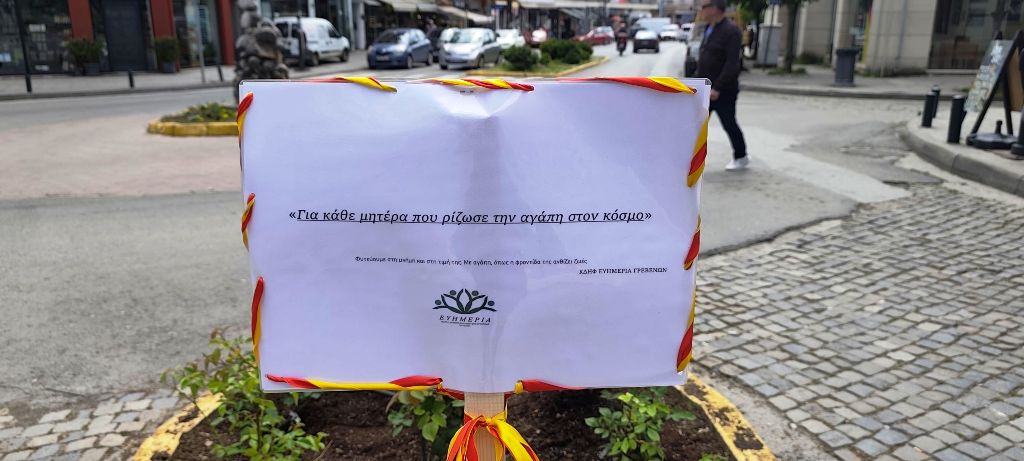 «Για κάθε μητέρα που ρίζωσε την αγάπη στον κόσμο»
Φυτεύουμε στη μνήμη και στη τιμή της. Με αγάπη, όπως η φροντίδα της ανθίζει ζωές
ΚΔΗΦ ΕΥΗΜΕΡΙΑ ΓΡΕΒΕΝΩΝ
ΕΥΗΜΕΡΙΑ